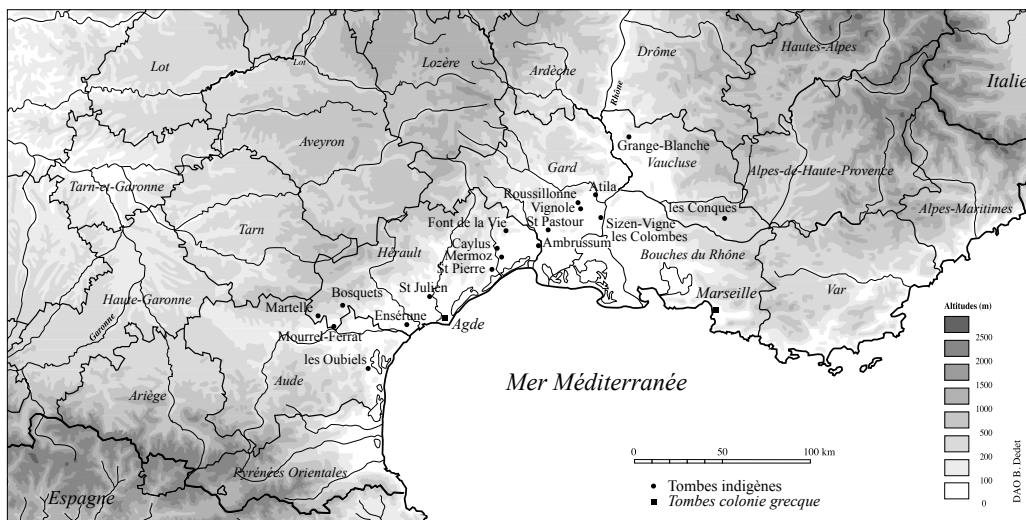 Lot
Lot
Lozère
Ardèche
Rhône
Drôme
Hautes-Alpes
Italie
Aveyron
Grange-Blanche
Vaucluse
Gard
Alpes-de-Haute-Provence
Tarn-et-Garonne
Roussillonne
Atila
Vignole
les Conques
Alpes-Maritimes
Font de la Vie
St Pastour
Sizen-Vigne
les Colombes
Tarn
Hérault
Caylus
Ambrussum
Mermoz
Bouches du Rhône
St Pierre
Haute-Garonne
Bosquets
St Julien
Marseille
Var
Martelle
Ensérune
Agde
Garonne
Mourrel-Ferrat
les Oubiels
Aude
Ariège
Mer Méditerranée
Pyrénées Orientales
Espagne
Altitudes (m)
2500
2000
1500
1000
500
200
100
0
0 50 100 km
Tombes indigènes
Tombes colonie grecque
DAO B. Dedet